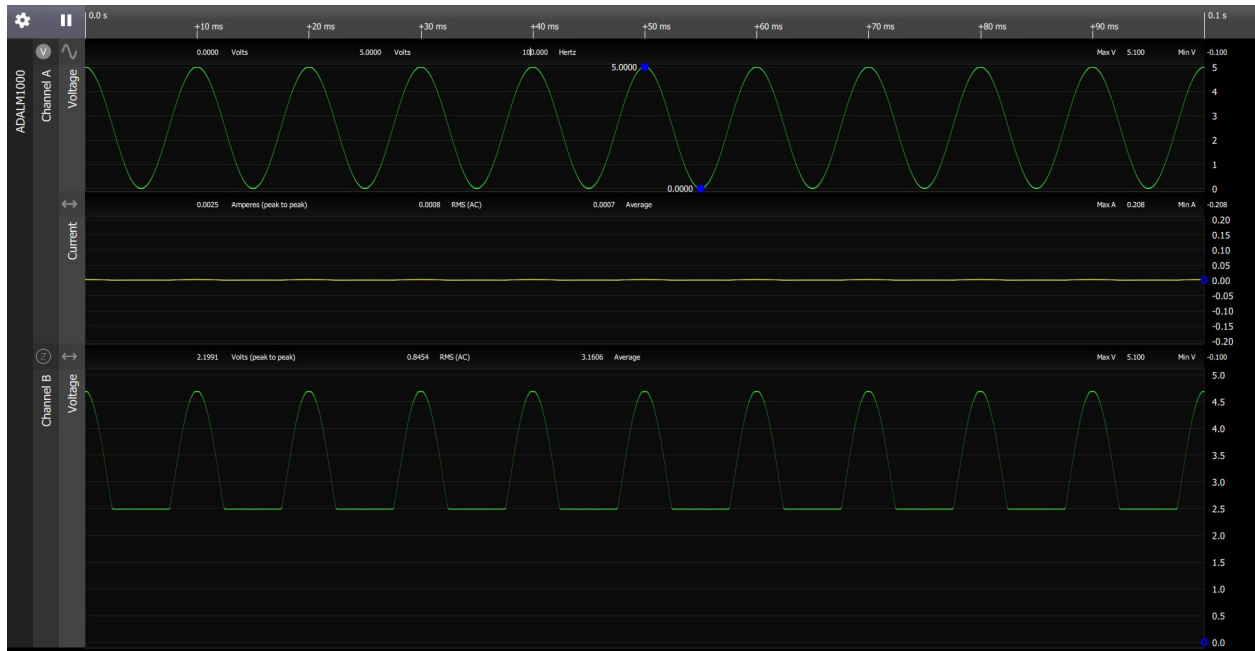 0.0 s +10 ms +20 ms +30 ms +40 ms +50 ms +60 ms +70 ms +80 ms +90 ms 0.1 s
ADALM1000
Channel A
V
Voltage
0.0000 Volts 5.0000 Volts 100.000 Hertz Max V 5.100 Min V -0.100
5.0000
0.0000
5
4
3
2
1
0
Current
0.0025 Amperes (peak to peak) 0.0008 RMS (AC) 0.0007 Average Max A 0.208 Min A -0.208
0.20
0.15
0.10
0.05
0.00
-0.05
-0.10
-0.15
-0.20
Channel B
Z
Voltage
2.1991 Volts (peak to peak) 0.8454 RMS (AC) 3.1606 Average Max V 5.100 Min V -0.100
5.0
4.5
4.0
3.5
3.0
2.5
2.0
1.5
1.0
0.5
0.0